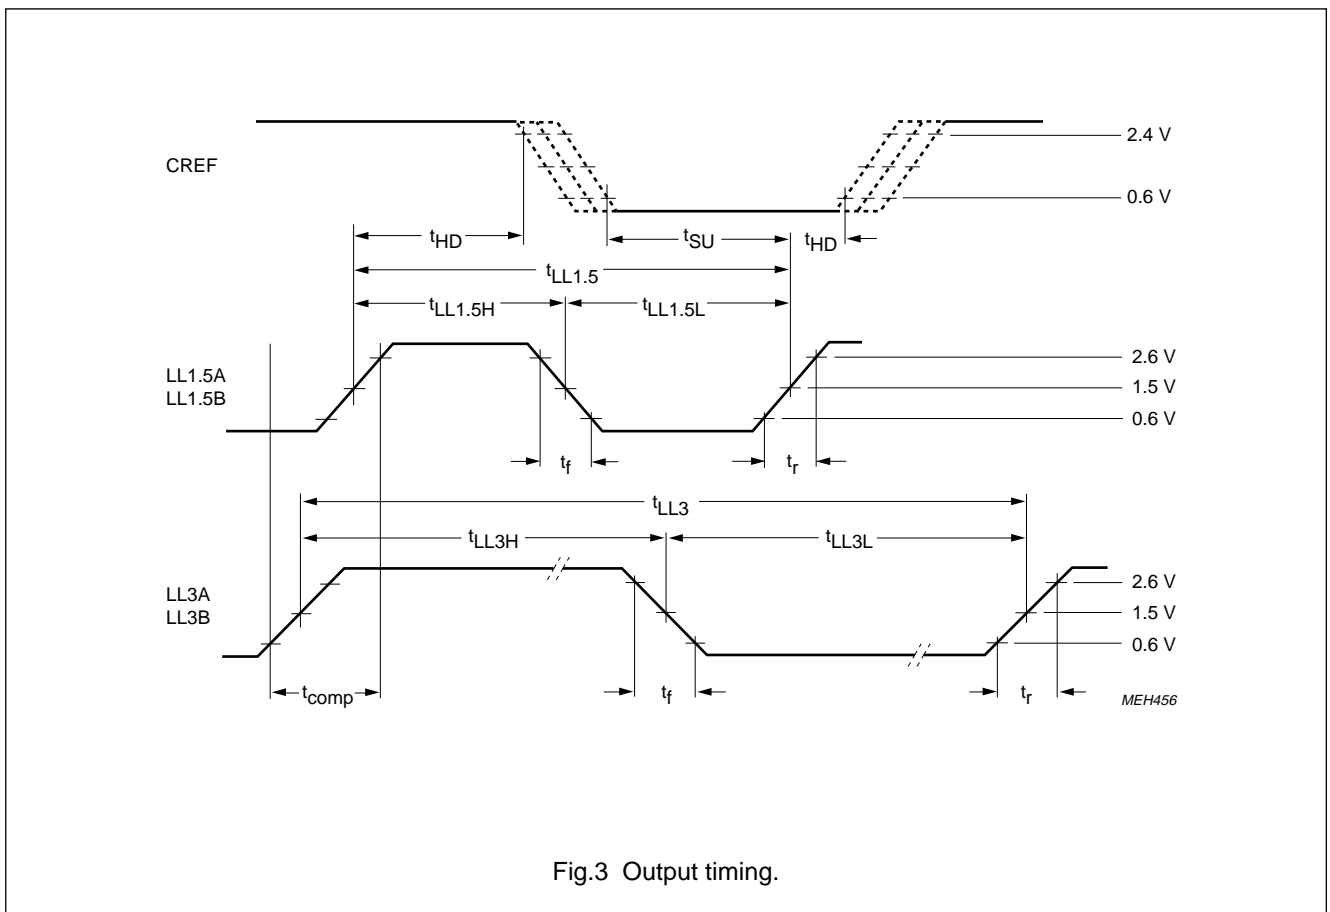 2.4 V
CREF
0.6 V
tHD
tSU
tHD
tLL1.5
tLL1.5H
tLL1.5L
2.6 V
LL1.5A
LL1.5B
1.5 V
0.6 V
tf
tr
tLL3
tLL3H
tLL3L
2.6 V
LL3A
LL3B
1.5 V
0.6 V
tcomp
tf
tr
MEH456
Fig.3 Output timing.